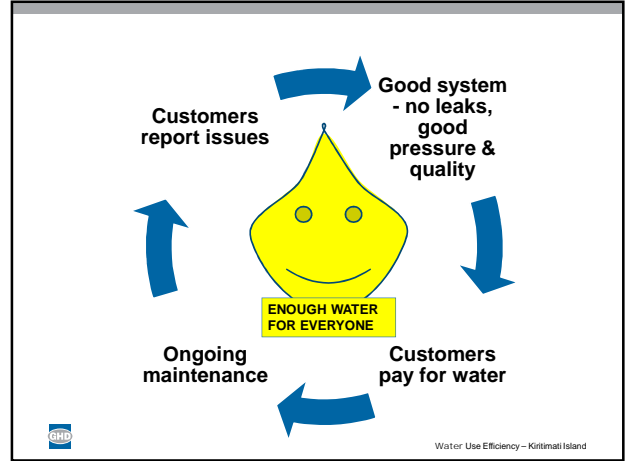 Good system
- no leaks,
good
pressure &
quality
Customers
pay for water
Ongoing
maintenance
Customers
report issues
ENOUGH WATER
FOR EVERYONE
GHD
Water Use Efficiency – Kiritimati Island